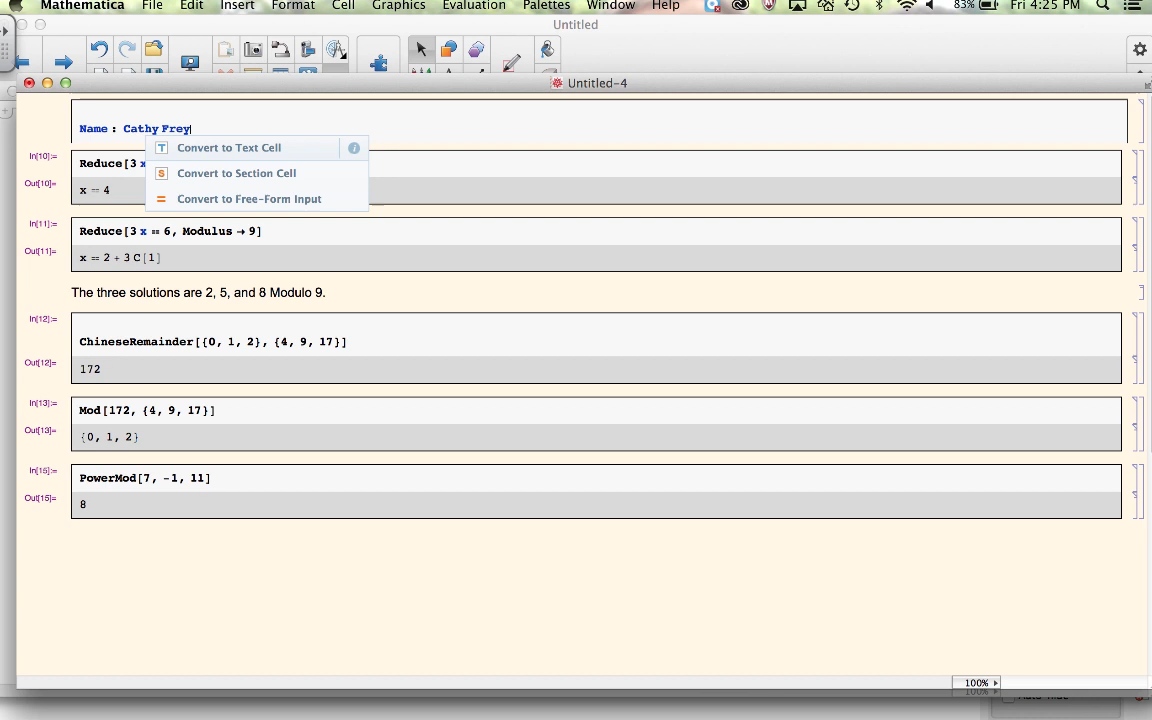 Mathematica File Edit Insert Format Cell Graphics Evaluation Palettes Window Help 83% Fri 4:25 PM
Untitled
Untitled-4
Name : Cathy Frey
Convert to Text Cell
In[10]:= Reduce[3 x
Convert to Section Cell
Out[10]= x == 4
Convert to Free-Form Input
In[11]:= Reduce[3 x == 6, Modulus → 9]
Out[11]= x == 2 + 3 C[1]
The three solutions are 2, 5, and 8 Modulo 9.
In[12]:=
ChineseRemainder[{0, 1, 2}, {4, 9, 17}]
Out[12]= 172
In[13]:= Mod[172, {4, 9, 17}]
Out[13]= {0, 1, 2}
In[15]:= PowerMod[7, -1, 11]
Out[15]= 8
100%
100%